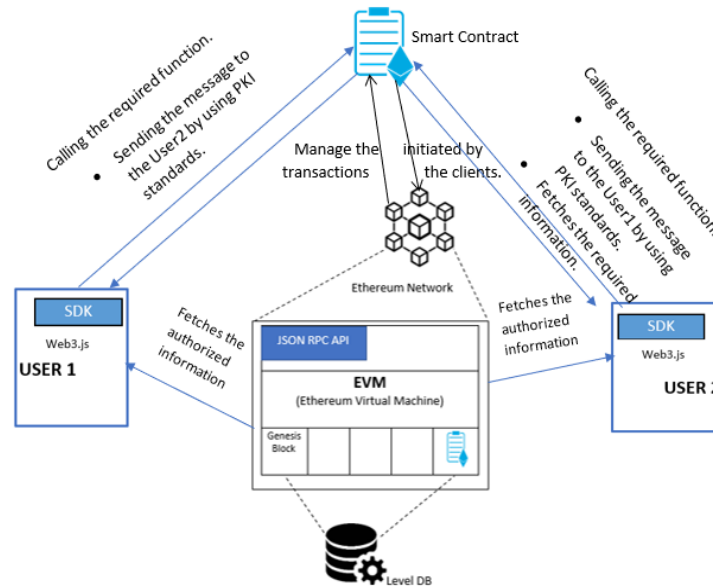 Smart Contract
Calling the required function.
• Sending the message to
the User2 by using PKI
standards.
Manage the
transactions
initiated by
the clients.
Calling the required function.
• Sending the message
to the User1 by using
PKI standards.
• Fetches the required
information.
Ethereum Network
SDK
Web3.js
USER 1
Fetches the
authorized
information
JSON RPC API
EVM
(Ethereum Virtual Machine)
Genesis
Block
Fetches the
authorized
information
SDK
Web3.js
USER 2
Level DB